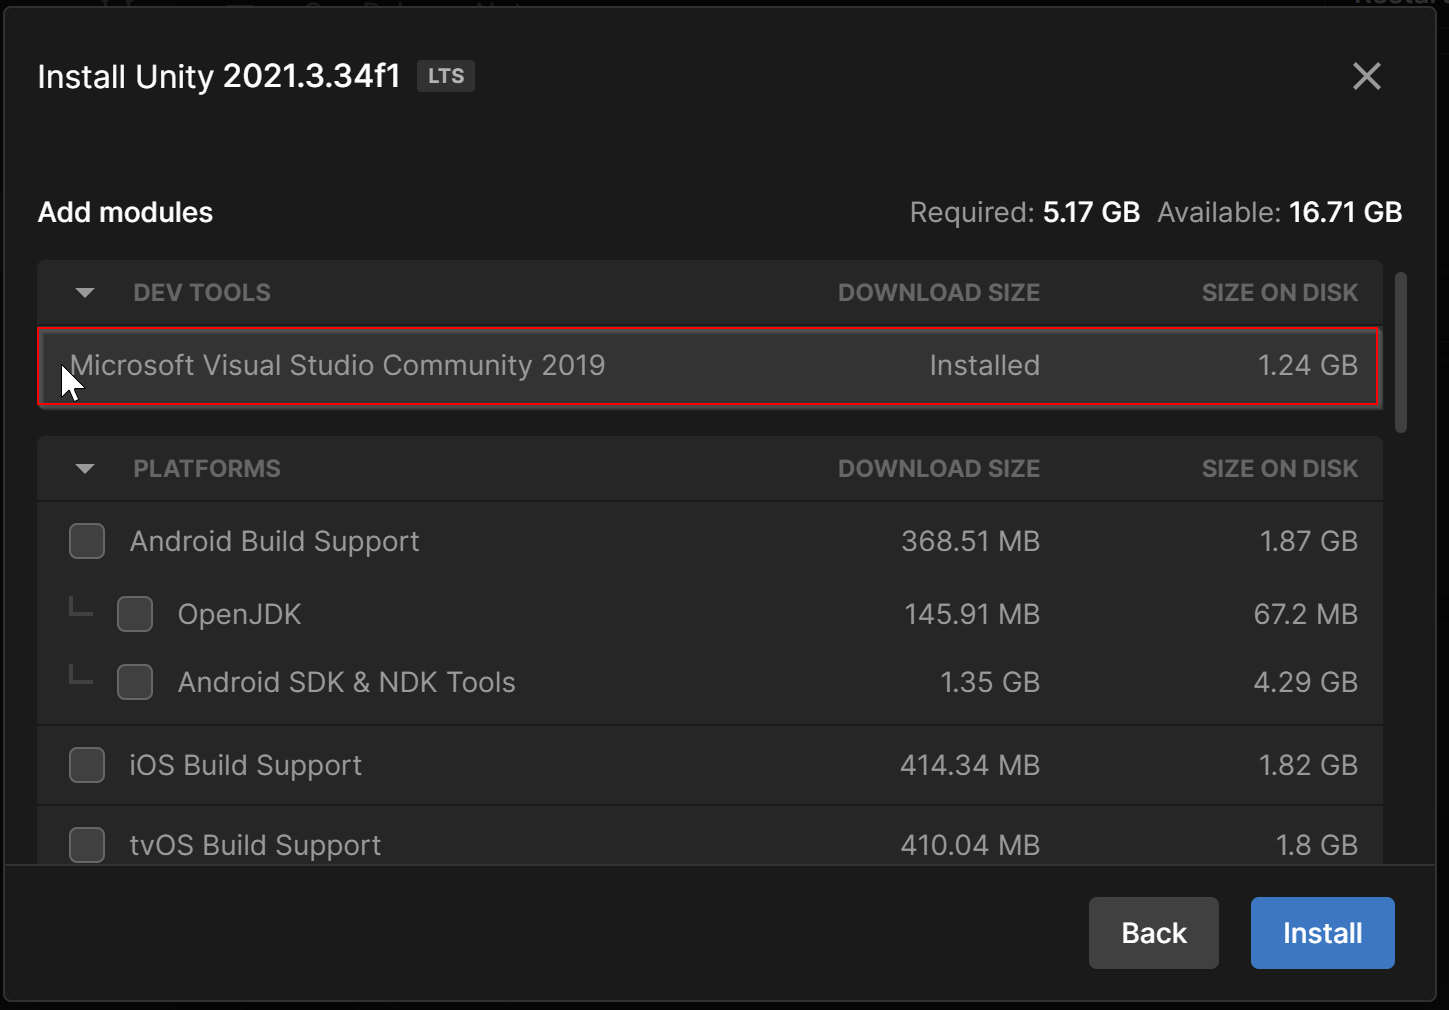 Install Unity 2021.3.34f1 LTS
Add modules
Required: 5.17 GB Available: 16.71 GB
DEV TOOLS DOWNLOAD SIZE SIZE ON DISK
Microsoft Visual Studio Community 2019 Installed 1.24 GB
PLATFORMS DOWNLOAD SIZE SIZE ON DISK
Android Build Support 368.51 MB 1.87 GB
OpenJDK 145.91 MB 67.2 MB
Android SDK & NDK Tools 1.35 GB 4.29 GB
iOS Build Support 414.34 MB 1.82 GB
tvOS Build Support 410.04 MB 1.8 GB
Back Install